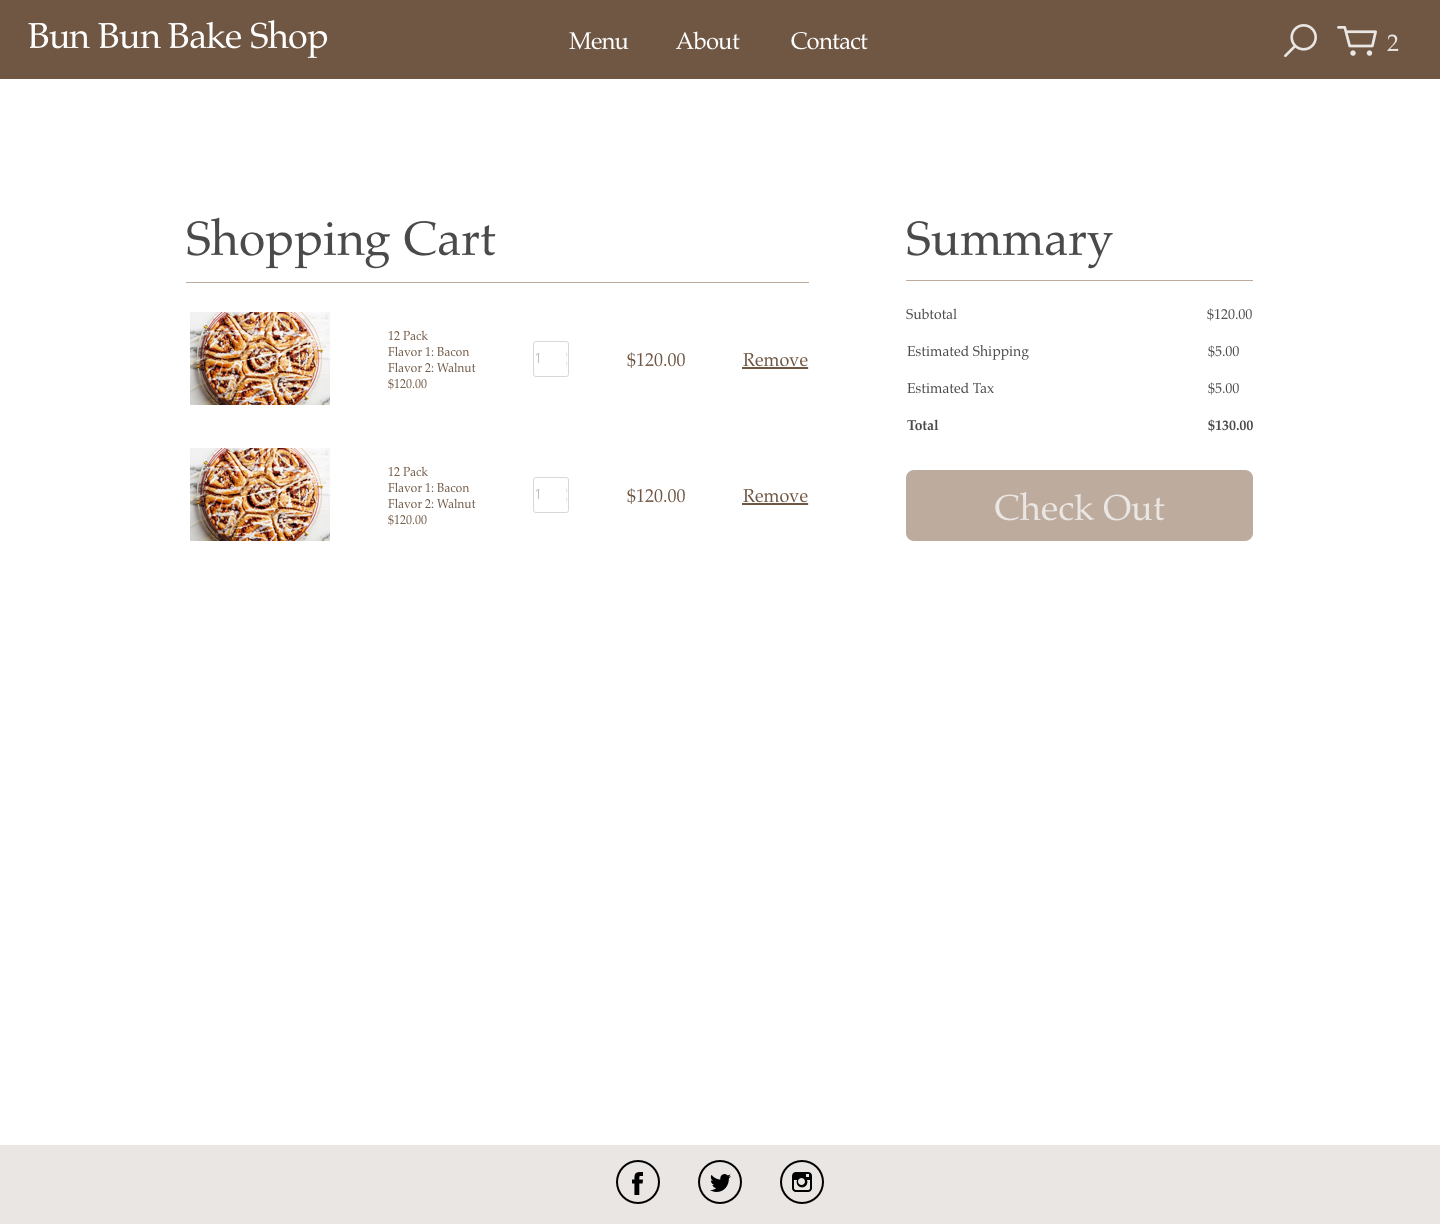 Bun Bun Bake Shop
Menu About Contact
2
Shopping Cart
12 Pack
Flavor 1: Bacon
Flavor 2: Walnut
$120.00
1
$120.00
Remove
12 Pack
Flavor 1: Bacon
Flavor 2: Walnut
$120.00
1
$120.00
Remove
Summary
Subtotal $120.00
Estimated Shipping $5.00
Estimated Tax $5.00
Total $130.00
Check Out